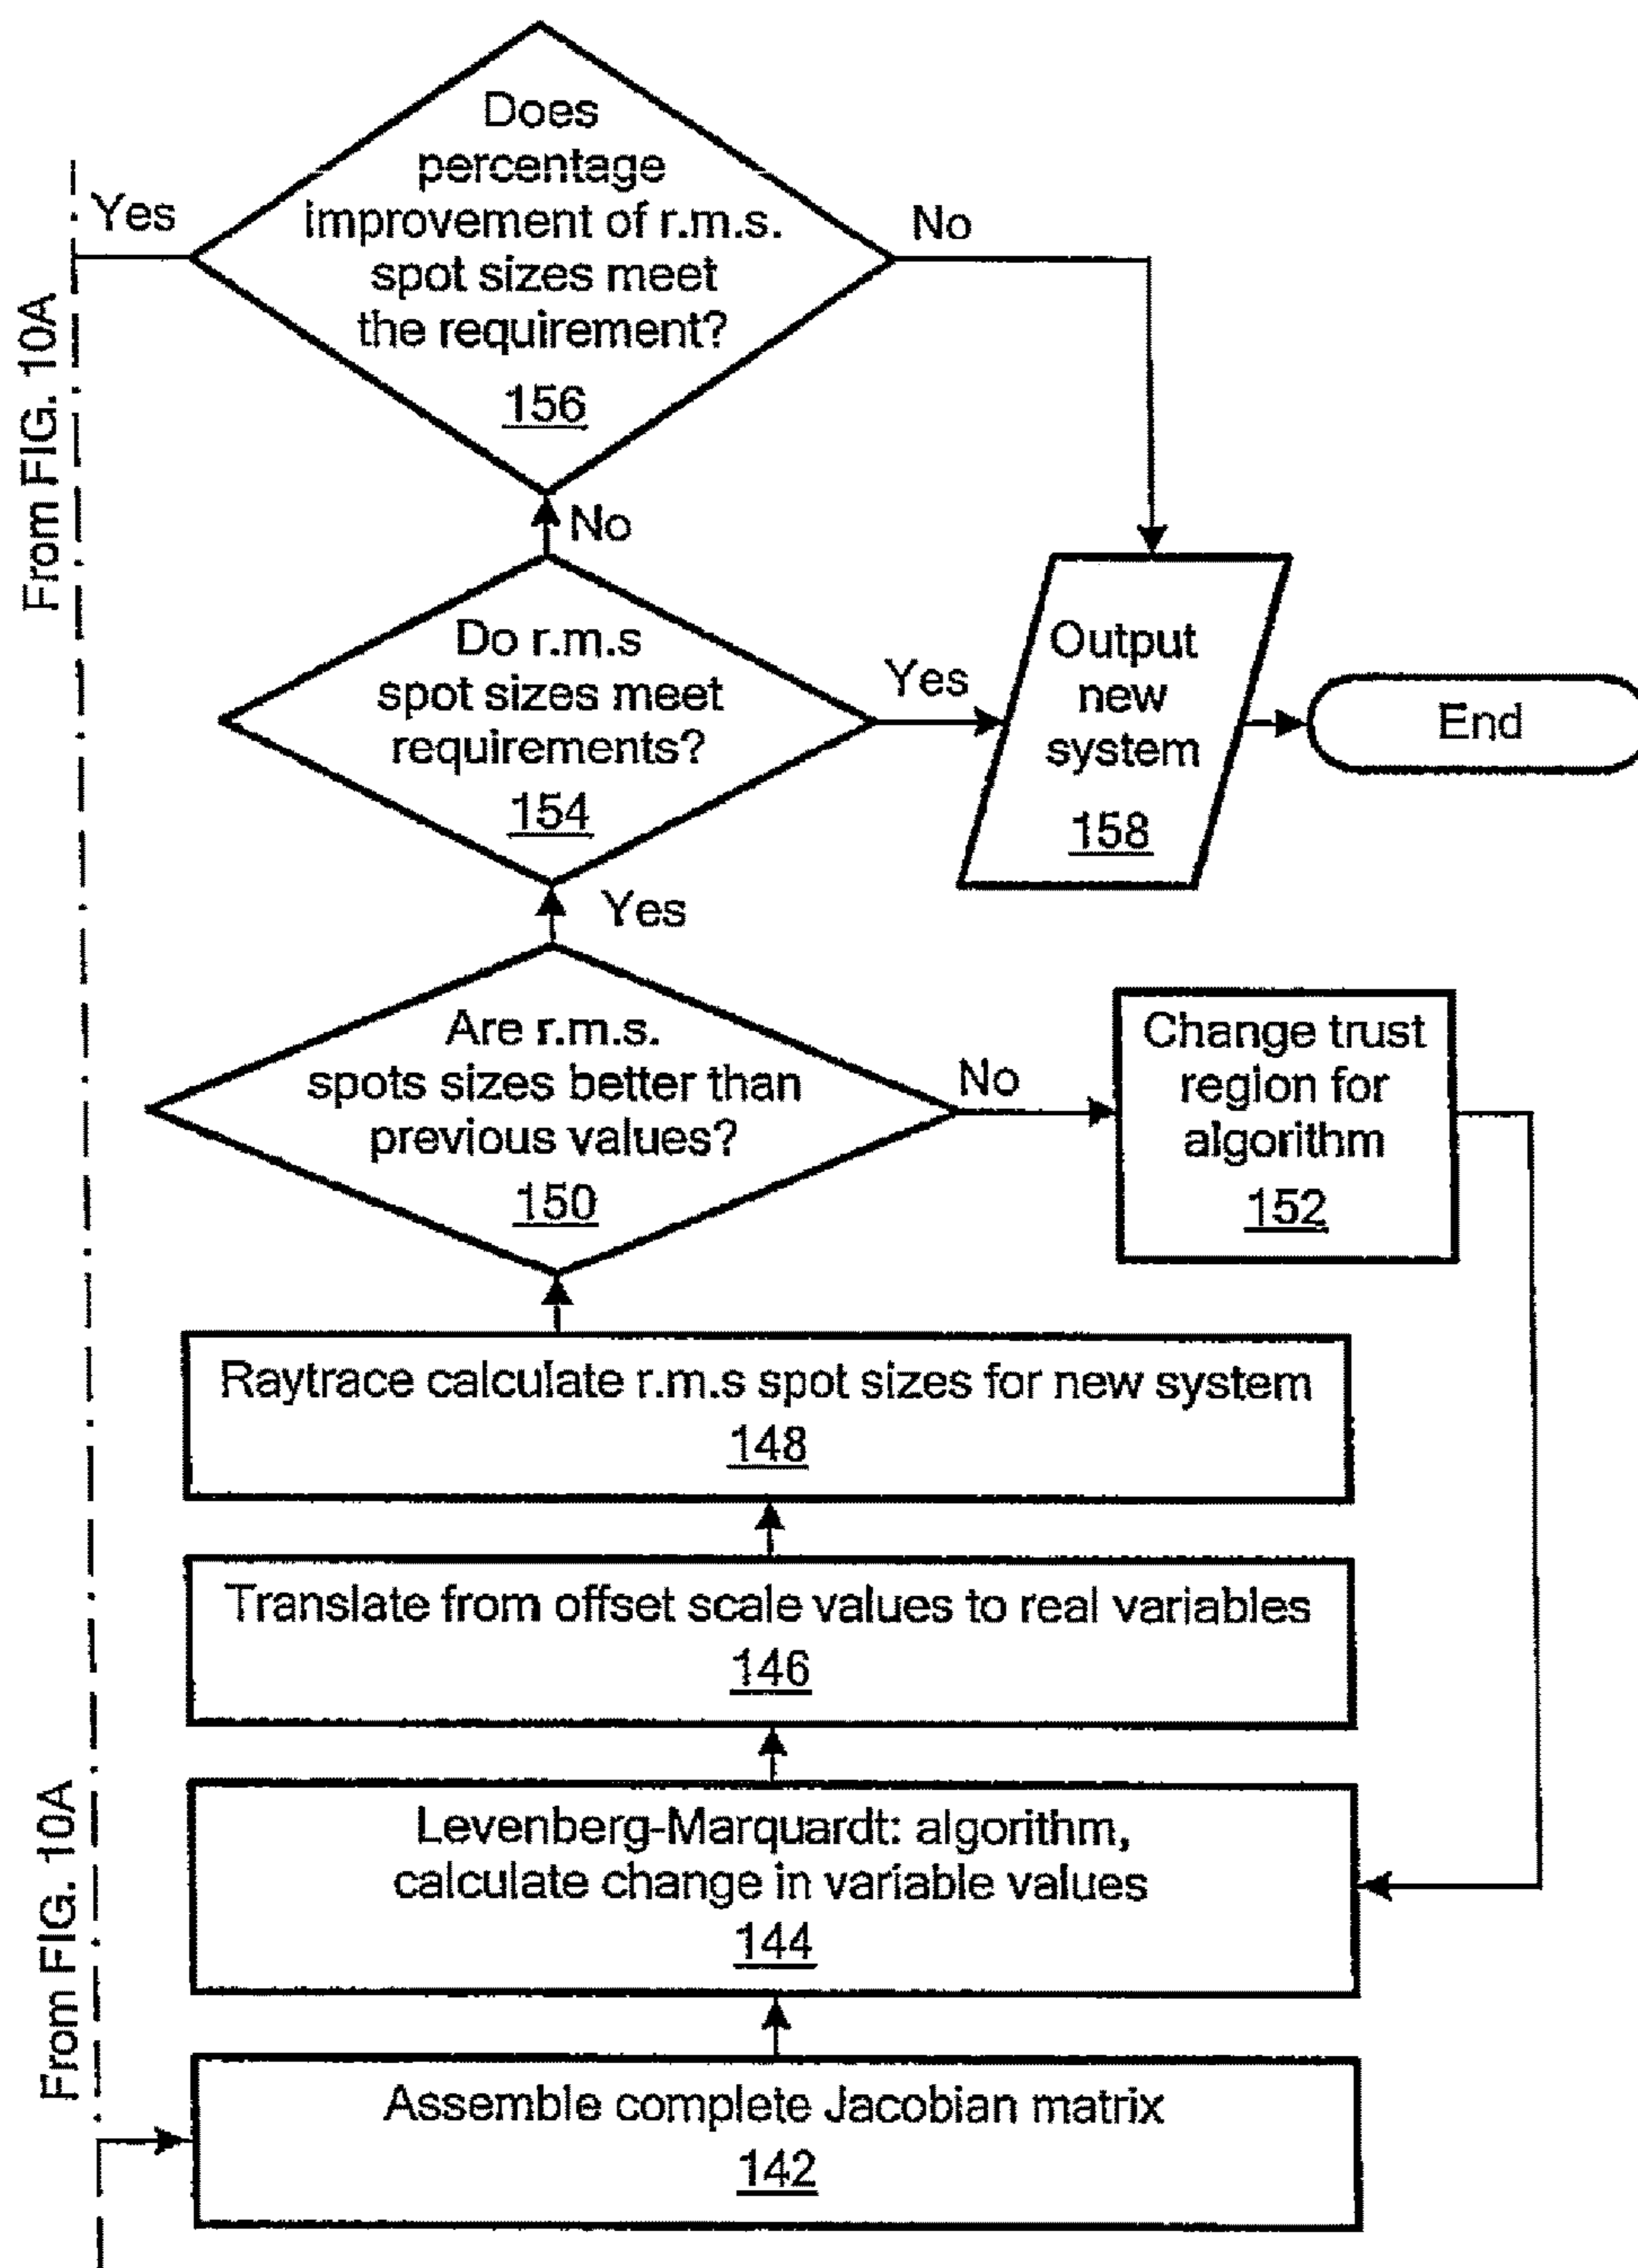 Does
percentage
improvement of r.m.s.
spot sizes meet
the requirement?
156
Yes
No
From FIG. 10A
No
Do r.m.s
spot sizes meet
requirements?
154
Yes
Output
new
system
158
End
Yes
Are r.m.s.
spots sizes better than
previous values?
150
No
Change trust
region for
algorithm
152
Raytrace calculate r.m.s spot sizes for new system
148
Translate from offset scale values to real variables
146
Levenberg-Marquardt: algorithm,
calculate change in variable values
144
From FIG. 10A
Assemble complete Jacobian matrix
142